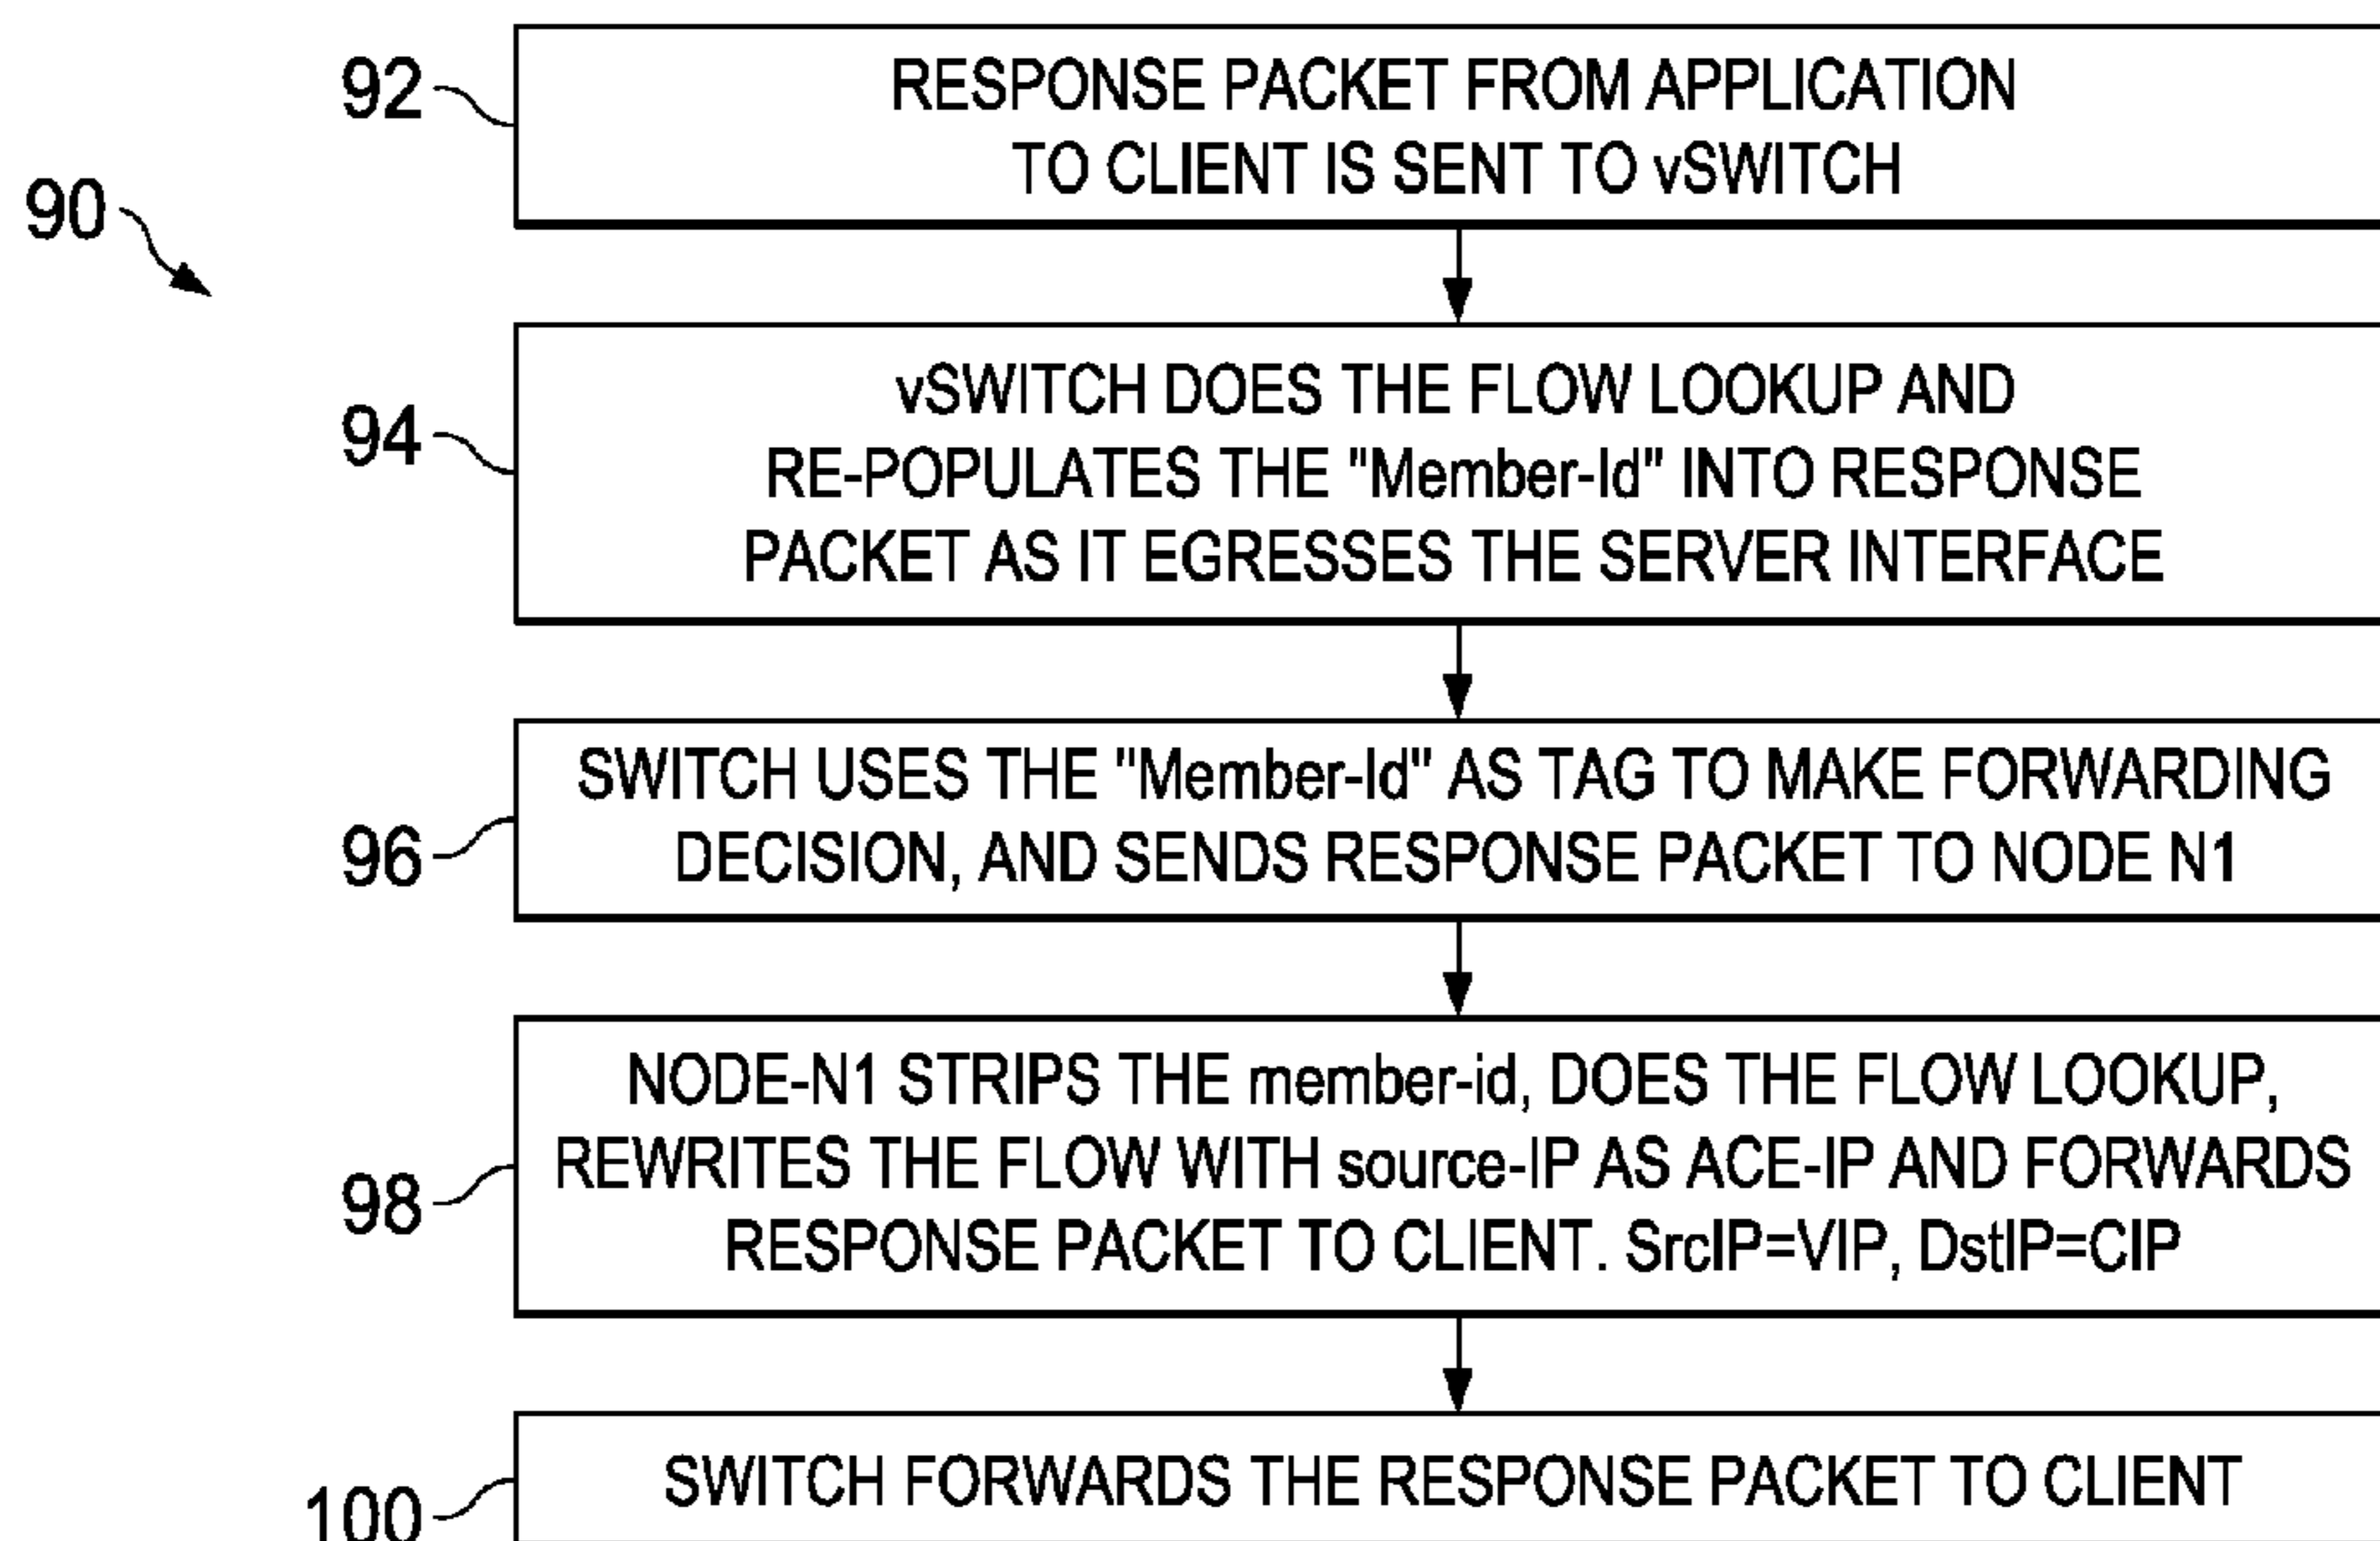 92
RESPONSE PACKET FROM APPLICATION
TO CLIENT IS SENT TO vSWITCH
90
94
vSWITCH DOES THE FLOW LOOKUP AND
RE-POPULATES THE "Member-Id" INTO RESPONSE
PACKET AS IT EGRESSES THE SERVER INTERFACE
96
SWITCH USES THE "Member-Id" AS TAG TO MAKE FORWARDING
DECISION, AND SENDS RESPONSE PACKET TO NODE N1
98
NODE-N1 STRIPS THE member-id, DOES THE FLOW LOOKUP,
REWRITES THE FLOW WITH source-IP AS ACE-IP AND FORWARDS
RESPONSE PACKET TO CLIENT. SrcIP=VIP, DstIP=CIP
100
SWITCH FORWARDS THE RESPONSE PACKET TO CLIENT